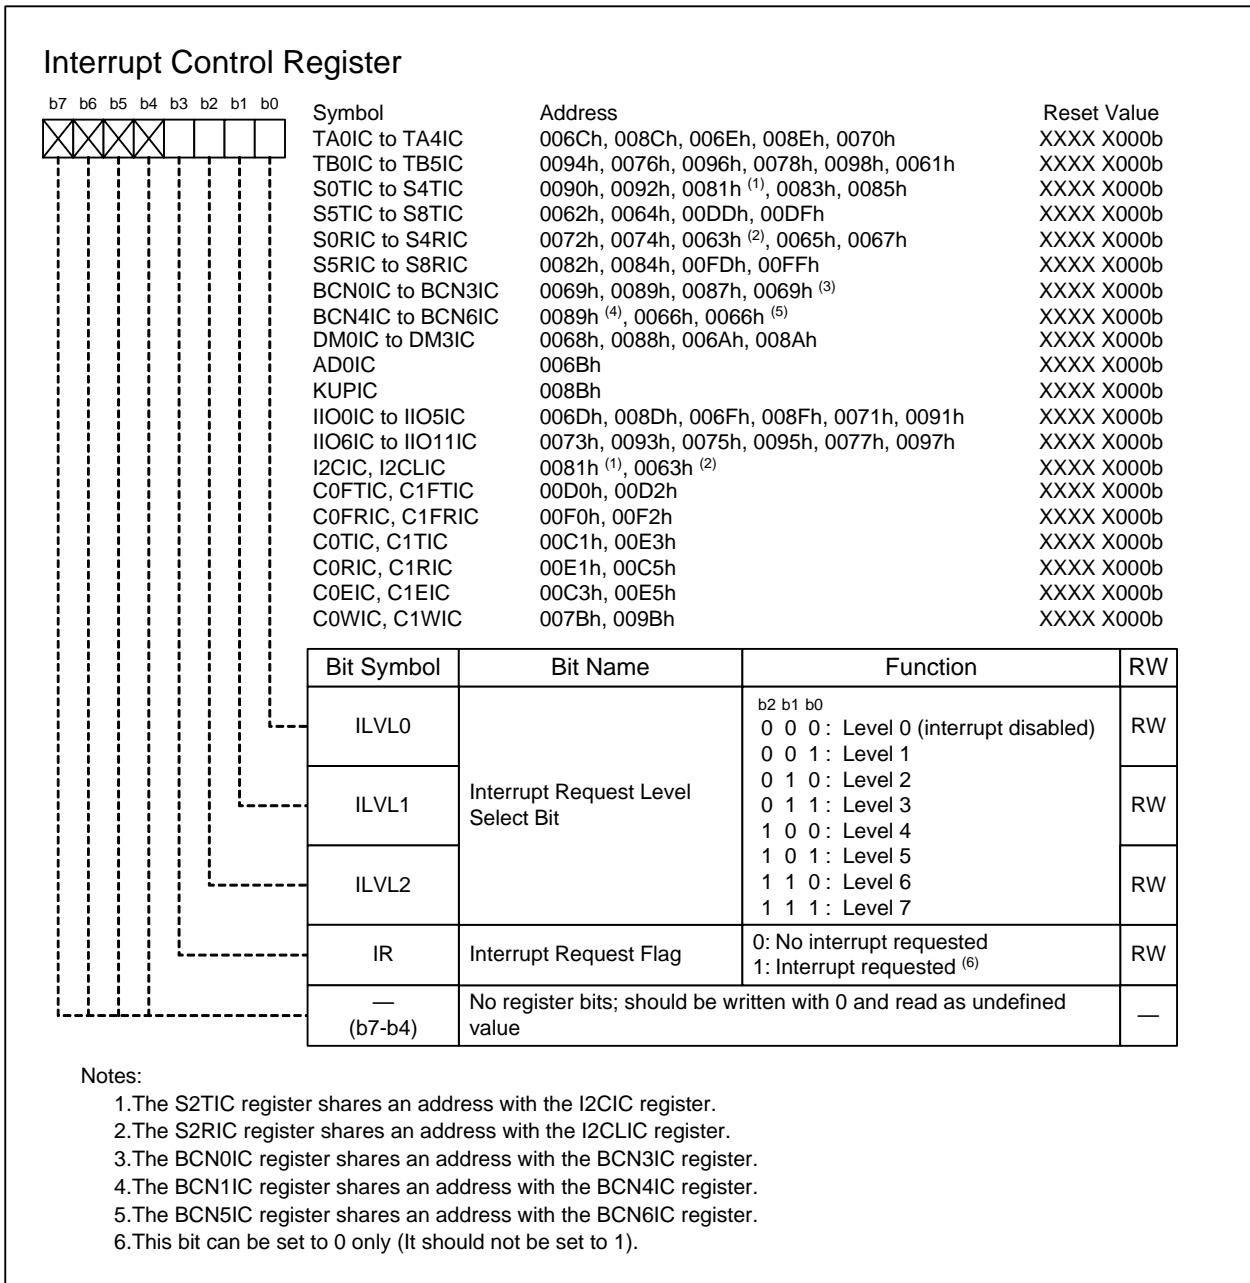 Interrupt Control Register
b7 b6 b5 b4 b3 b2 b1 b0
Symbol Address Reset Value
TA0IC to TA4IC 006Ch, 008Ch, 006Eh, 008Eh, 0070h XXXX X000b
TB0IC to TB5IC 0094h, 0076h, 0096h, 0078h, 0098h, 0061h XXXX X000b
S0TIC to S4TIC 0090h, 0092h, 0081h (1), 0083h, 0085h XXXX X000b
S5TIC to S8TIC 0062h, 0064h, 00DDh, 00DFh XXXX X000b
S0RIC to S4RIC 0072h, 0074h, 0063h (2), 0065h, 0067h XXXX X000b
S5RIC to S8RIC 0082h, 0084h, 00FDh, 00FFh XXXX X000b
BCN0IC to BCN3IC 0069h, 0089h, 0087h, 0069h (3) XXXX X000b
BCN4IC to BCN6IC 0089h (4), 0066h, 0066h (5) XXXX X000b
DM0IC to DM3IC 0068h, 0088h, 006Ah, 008Ah XXXX X000b
AD0IC 006Bh XXXX X000b
KUPIC 008Bh XXXX X000b
IIO0IC to IIO5IC 006Dh, 008Dh, 006Fh, 008Fh, 0071h, 0091h XXXX X000b
IIO6IC to IIO11IC 0073h, 0093h, 0075h, 0095h, 0077h, 0097h XXXX X000b
I2CIC, I2CLIC 0081h (1), 0063h (2) XXXX X000b
C0FTIC, C1FTIC 00D0h, 00D2h XXXX X000b
C0FRIC, C1FRIC 00F0h, 00F2h XXXX X000b
C0TIC, C1TIC 00C1h, 00E3h XXXX X000b
C0RIC, C1RIC 00E1h, 00C5h XXXX X000b
C0EIC, C1EIC 00C3h, 00E5h XXXX X000b
C0WIC, C1WIC 007Bh, 009Bh XXXX X000b
Bit Symbol Bit Name Function RW
b2 b1 b0
ILVL0 0 0 0 : Level 0 (interrupt disabled) RW
0 0 1 : Level 1
0 1 0 : Level 2
ILVL1 Interrupt Request Level 0 1 1 : Level 3 RW
Select Bit
1 0 0 : Level 4
1 0 1 : Level 5
ILVL2 1 1 0 : Level 6 RW
1 1 1 : Level 7
IR Interrupt Request Flag 0: No interrupt requested RW
1: Interrupt requested (6)
— No register bits; should be written with 0 and read as undefined —
(b7-b4) value
Notes:
1.The S2TIC register shares an address with the I2CIC register.
2.The S2RIC register shares an address with the I2CLIC register.
3.The BCN0IC register shares an address with the BCN3IC register.
4.The BCN1IC register shares an address with the BCN4IC register.
5.The BCN5IC register shares an address with the BCN6IC register.
6.This bit can be set to 0 only (It should not be set to 1).